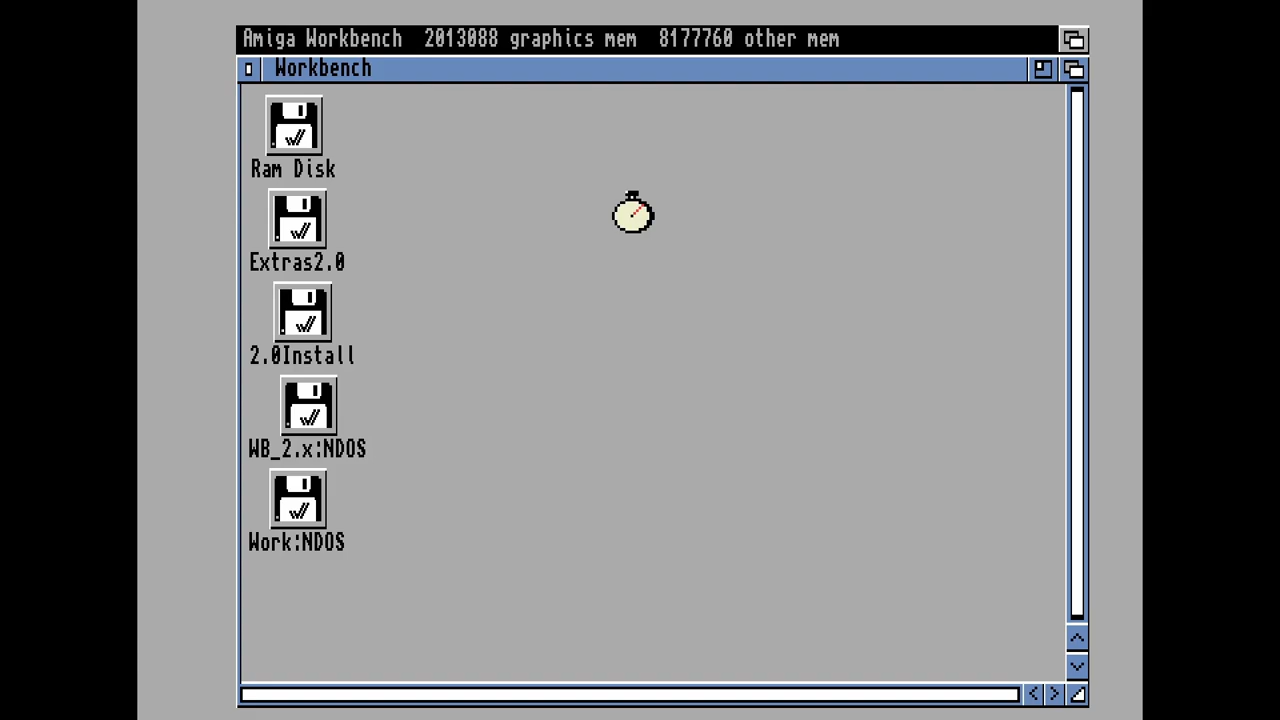 Amiga Workbench 2013088 graphics mem 8177760 other mem
Workbench
Ram Disk
Extras2.0
2.0Install
WB_2.x:NDOS
Work:NDOS